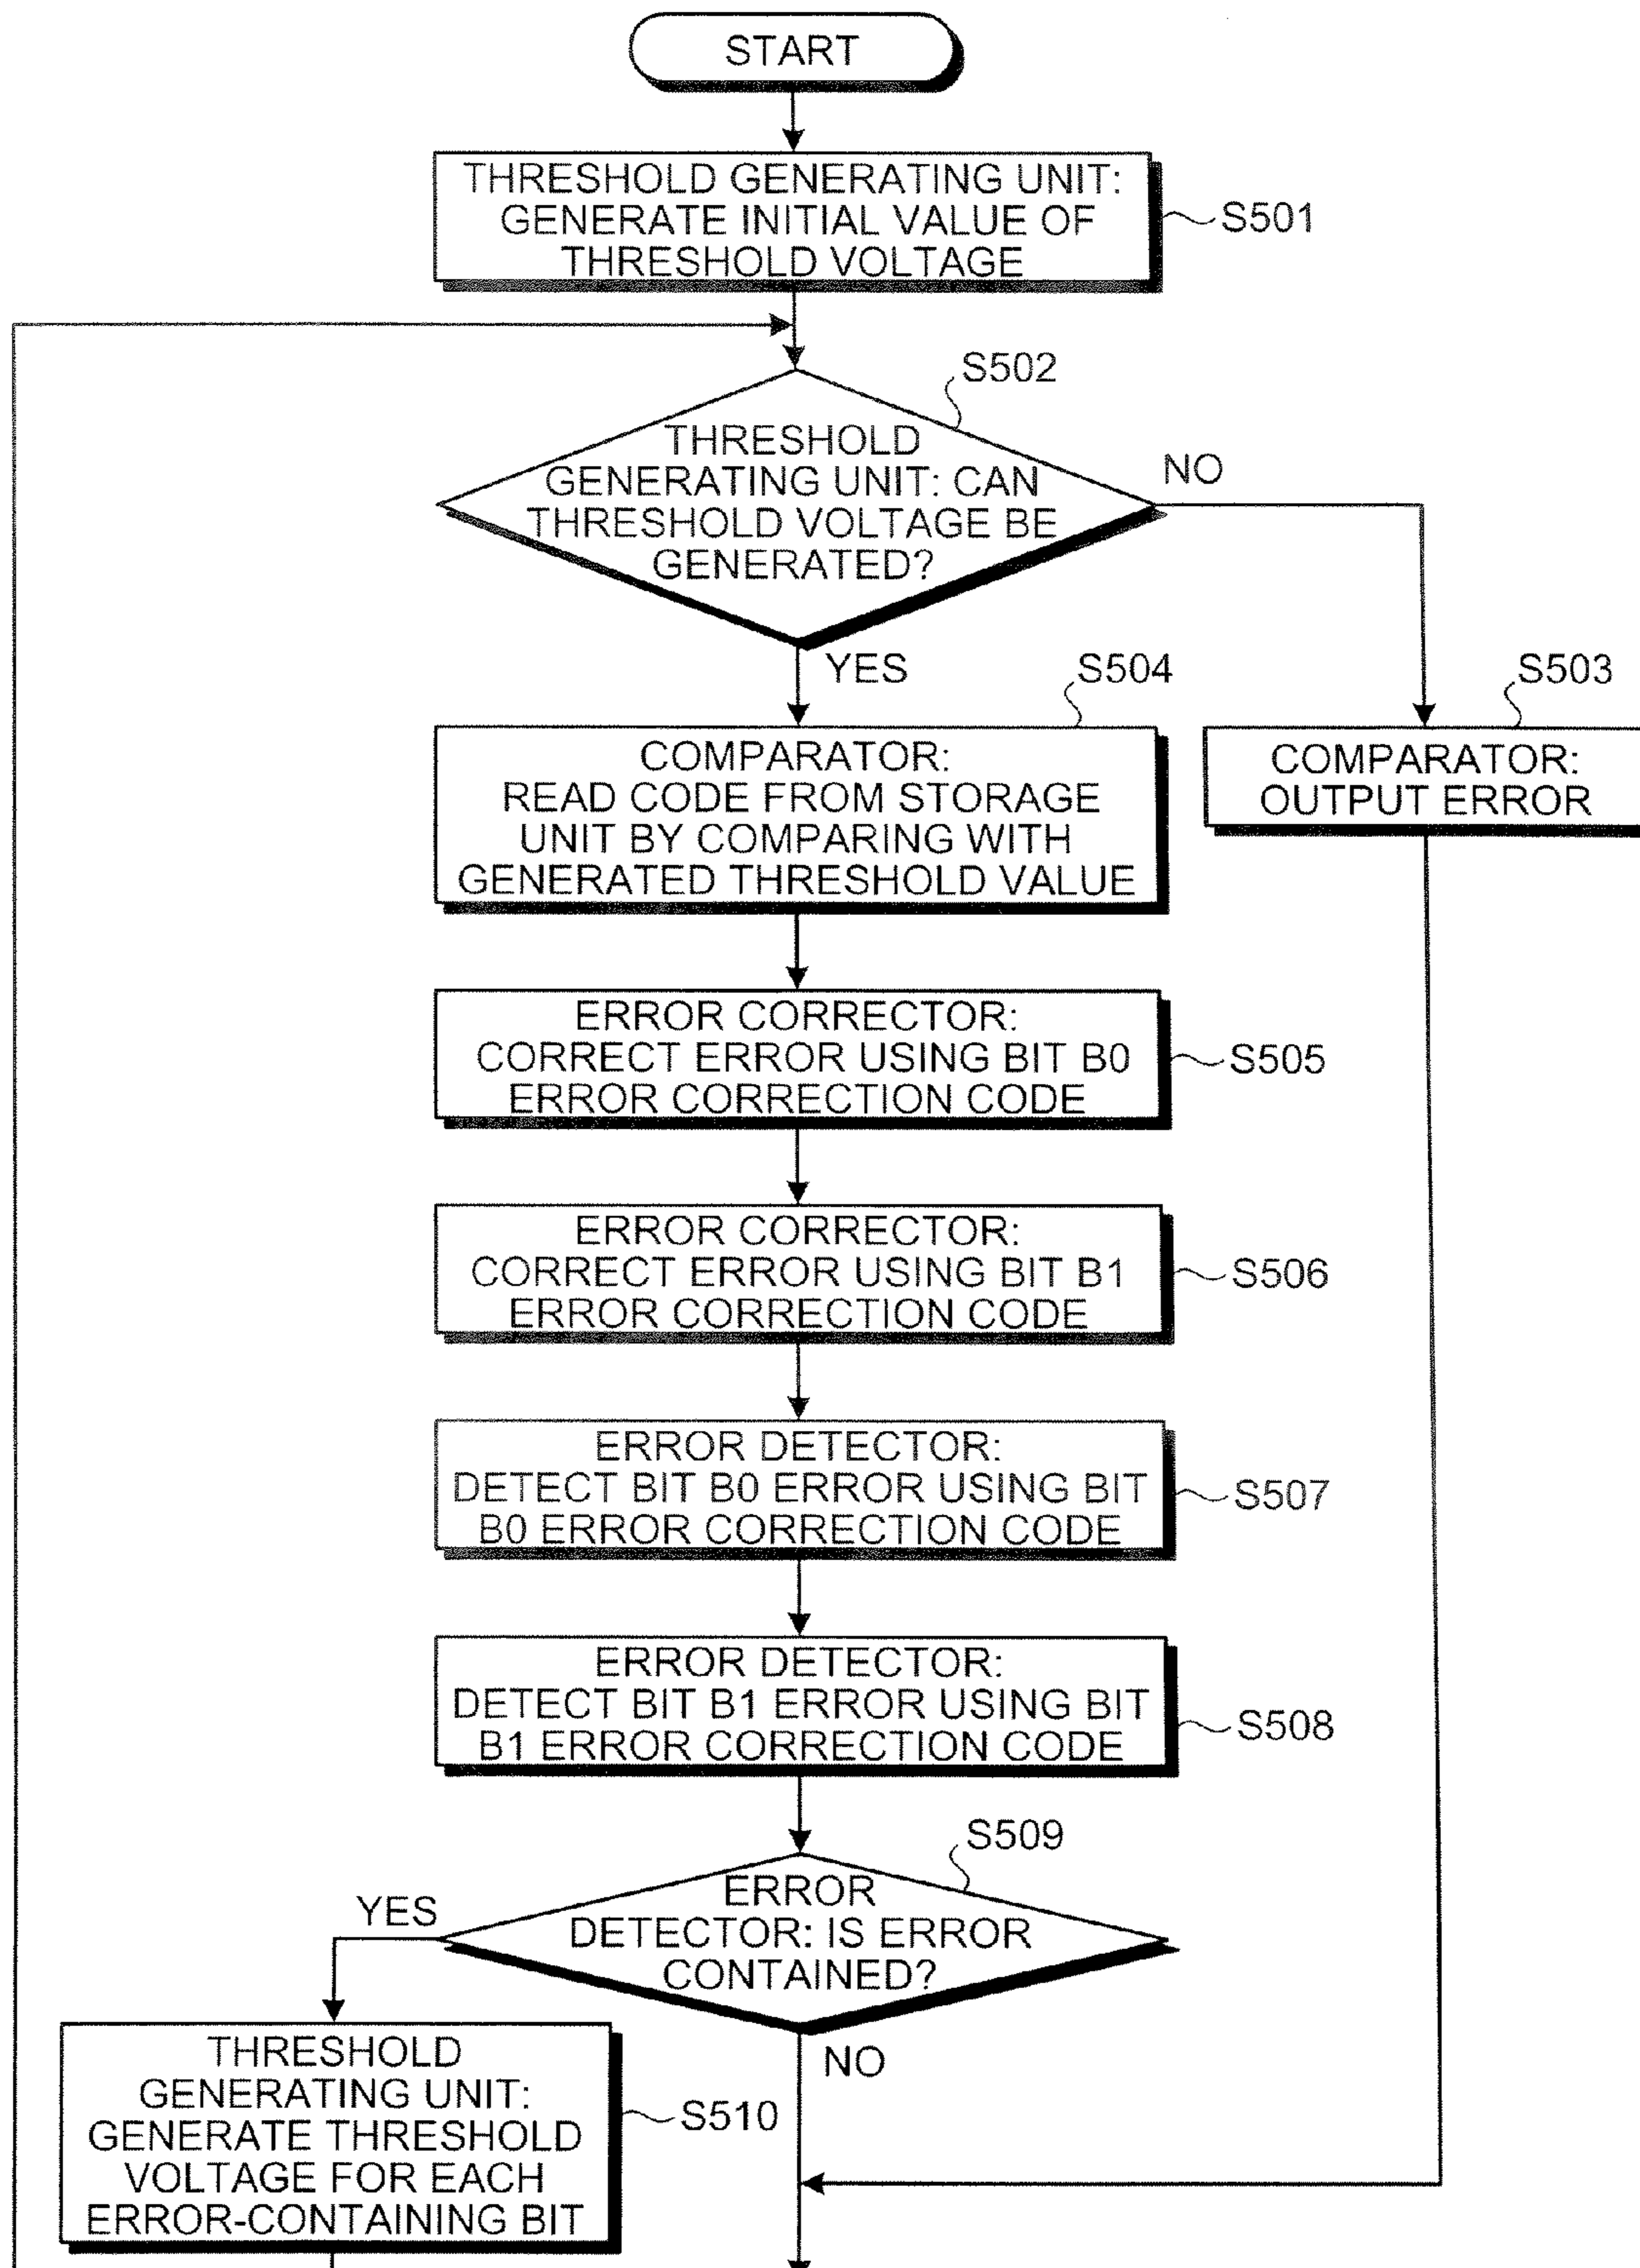 START
THRESHOLD GENERATING UNIT:
GENERATE INITIAL VALUE OF
THRESHOLD VOLTAGE
S501
S502
THRESHOLD
GENERATING UNIT: CAN
THRESHOLD VOLTAGE BE
GENERATED?
NO
YES
S504
S503
COMPARATOR:
READ CODE FROM STORAGE
UNIT BY COMPARING WITH
GENERATED THRESHOLD VALUE
COMPARATOR:
OUTPUT ERROR
ERROR CORRECTOR:
CORRECT ERROR USING BIT B0
ERROR CORRECTION CODE
S505
ERROR CORRECTOR:
CORRECT ERROR USING BIT B1
ERROR CORRECTION CODE
S506
ERROR DETECTOR:
DETECT BIT B0 ERROR USING BIT
B0 ERROR CORRECTION CODE
S507
ERROR DETECTOR:
DETECT BIT B1 ERROR USING BIT
B1 ERROR CORRECTION CODE
S508
S509
ERROR
DETECTOR: IS ERROR
CONTAINED?
YES
NO
THRESHOLD
GENERATING UNIT:
GENERATE THRESHOLD
VOLTAGE FOR EACH
ERROR-CONTAINING BIT
S510